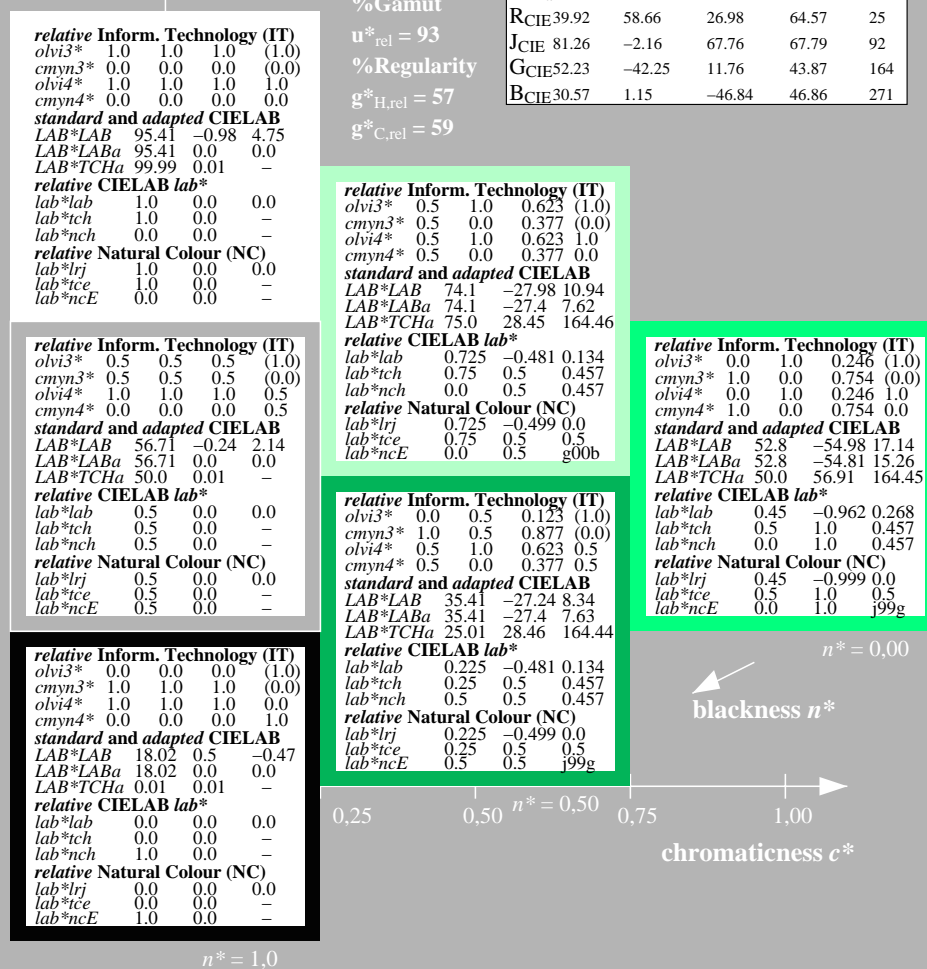 %Gamut
u*rel = 93
%Regularity
g*H,rel = 57
g*C,rel = 59
RCIE 39.92 58.66 26.98 64.57 25
JCIE 81.26 −2.16 67.76 67.79 92
GCIE 52.23 −42.25 11.76 43.87 164
BCIE 30.57 1.15 −46.84 46.86 271
relative Inform. Technology (IT)
olvi3* 1.0 1.0 1.0 (1.0)
cmyn3* 0.0 0.0 0.0 (0.0)
olvi4* 1.0 1.0 1.0 1.0
cmyn4* 0.0 0.0 0.0 0.0
standard and adapted CIELAB
LAB*LAB 95.41 −0.98 4.75
LAB*LABa 95.41 0.0 0.0
LAB*TCHa 99.99 0.01 –
relative CIELAB lab*
lab*lab 1.0 0.0 0.0
lab*tch 1.0 0.0 –
lab*nch 0.0 0.0 –
relative Natural Colour (NC)
lab*lrj 1.0 0.0 0.0
lab*tce 1.0 0.0 –
lab*ncE 0.0 0.0 –
relative Inform. Technology (IT)
olvi3* 0.5 1.0 0.623 (1.0)
cmyn3* 0.5 0.0 0.377 (0.0)
olvi4* 0.5 1.0 0.623 1.0
cmyn4* 0.5 0.0 0.377 0.0
standard and adapted CIELAB
LAB*LAB 74.1 −27.98 10.94
LAB*LABa 74.1 −27.4 7.62
LAB*TCHa 75.0 28.45 164.46
relative CIELAB lab*
lab*lab 0.725 −0.481 0.134
lab*tch 0.75 0.5 0.457
lab*nch 0.0 0.5 0.457
relative Natural Colour (NC)
lab*lrj 0.725 −0.499 0.0
lab*tce 0.75 0.5 0.5
lab*ncE 0.0 0.5 g00b
relative Inform. Technology (IT)
olvi3* 0.5 0.5 0.5 (1.0)
cmyn3* 0.5 0.5 0.5 (0.0)
olvi4* 1.0 1.0 1.0 0.5
cmyn4* 0.0 0.0 0.0 0.5
standard and adapted CIELAB
LAB*LAB 56.71 −0.24 2.14
LAB*LABa 56.71 0.0 0.0
LAB*TCHa 50.0 0.01 –
relative CIELAB lab*
lab*lab 0.5 0.0 0.0
lab*tch 0.5 0.0 –
lab*nch 0.5 0.0 –
relative Natural Colour (NC)
lab*lrj 0.5 0.0 0.0
lab*tce 0.5 0.0 –
lab*ncE 0.5 0.0 –
relative Inform. Technology (IT)
olvi3* 0.0 1.0 0.246 (1.0)
cmyn3* 1.0 0.0 0.754 (0.0)
olvi4* 0.0 1.0 0.246 1.0
cmyn4* 1.0 0.0 0.754 0.0
standard and adapted CIELAB
LAB*LAB 52.8 −54.98 17.14
LAB*LABa 52.8 −54.81 15.26
LAB*TCHa 50.0 56.91 164.45
relative CIELAB lab*
lab*lab 0.45 −0.962 0.268
lab*tch 0.5 1.0 0.457
lab*nch 0.0 1.0 0.457
relative Natural Colour (NC)
lab*lrj 0.45 −0.999 0.0
lab*tce 0.5 1.0 0.5
lab*ncE 0.0 1.0 j99g
relative Inform. Technology (IT)
olvi3* 0.0 0.5 0.123 (1.0)
cmyn3* 1.0 0.5 0.877 (0.0)
olvi4* 0.5 1.0 0.623 0.5
cmyn4* 0.5 0.0 0.377 0.5
standard and adapted CIELAB
LAB*LAB 35.41 −27.24 8.34
LAB*LABa 35.41 −27.4 7.63
LAB*TCHa 25.01 28.46 164.44
relative CIELAB lab*
lab*lab 0.225 −0.481 0.134
lab*tch 0.25 0.5 0.457
lab*nch 0.5 0.5 0.457
relative Natural Colour (NC)
lab*lrj 0.225 −0.499 0.0
lab*tce 0.25 0.5 0.5
lab*ncE 0.5 0.5 j99g
relative Inform. Technology (IT)
olvi3* 0.0 0.0 0.0 (1.0)
cmyn3* 1.0 1.0 1.0 (0.0)
olvi4* 1.0 1.0 1.0 0.0
cmyn4* 0.0 0.0 0.0 1.0
standard and adapted CIELAB
LAB*LAB 18.02 0.5 −0.47
LAB*LABa 18.02 0.0 0.0
LAB*TCHa 0.01 0.01 –
relative CIELAB lab*
lab*lab 0.0 0.0 0.0
lab*tch 0.0 0.0 –
lab*nch 1.0 0.0 –
relative Natural Colour (NC)
lab*lrj 0.0 0.0 0.0
lab*tce 0.0 0.0 –
lab*ncE 1.0 0.0 –
n* = 0,00
blackness n*
n* = 0,50
0,25 0,50 0,75 1,00
chromaticness c*
n* = 1,0